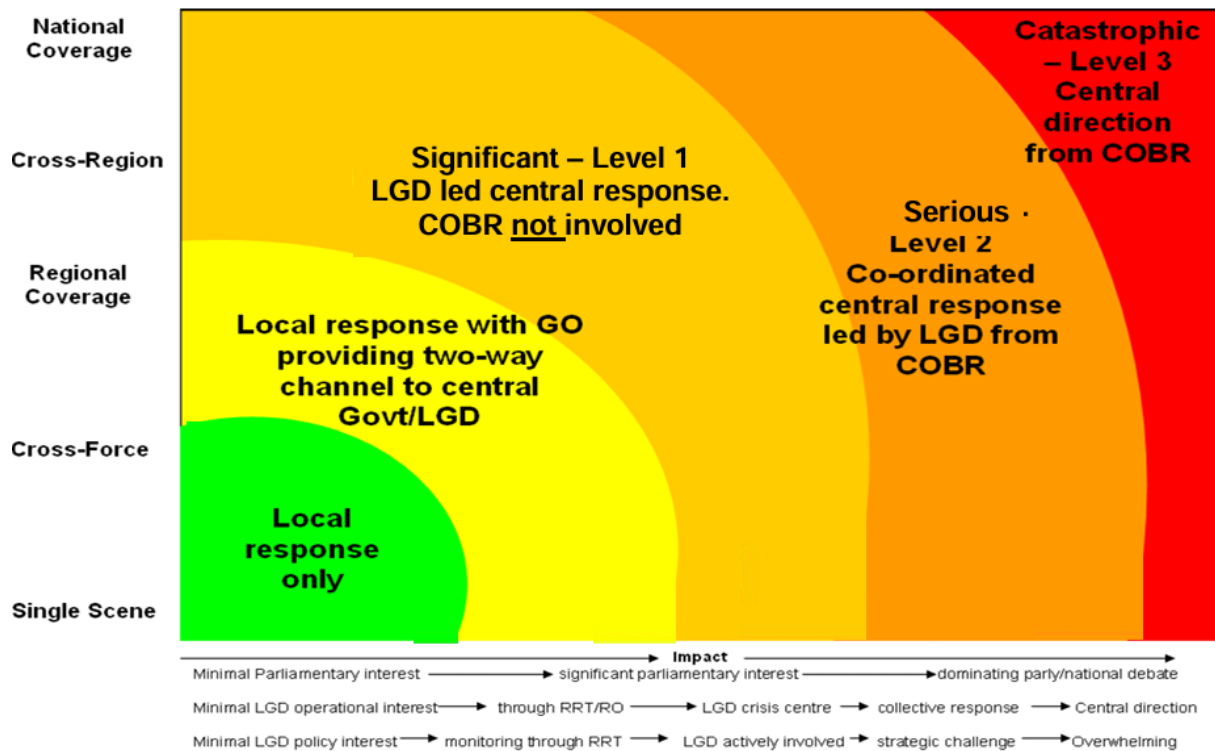 National
Coverage
Cross-Region
Regional
Coverage
Cross-Force
Single Scene
Catastrophic
– Level 3
Central
direction
from COBR
Significant – Level 1
LGD led central response.
COBR not involved
Serious -
Level 2
Co-ordinated
central response
led by LGD from
COBR
Local response with GO
providing two-way
channel to central
Govt/LGD
Local
response
only
Impact
Minimal Parliamentary interest significant parliamentary interest dominating parly/national debate
Minimal LGD operational interest through RRT/RO LGD crisis centre collective response Central direction
Minimal LGD policy interest monitoring through RRT LGD actively involved strategic challenge Overwhelming